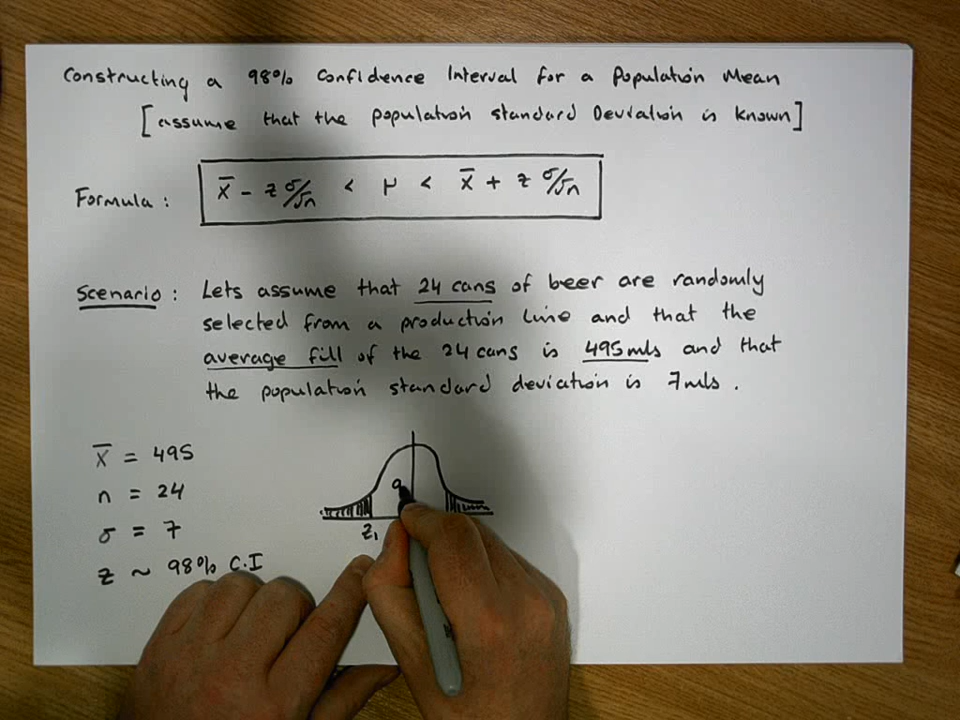 Constructing a 98% Confidence Interval for a Population Mean
[assume that the population standard Deviation is known]
Formula : x̄ - z σ/√n < μ < x̄ + z σ/√n
Scenario : Lets assume that 24 cans of beer are randomly
selected from a production line and that the
average fill of the 24 cans is 495mls and that
the population standard deviation is 7mls .
x̄ = 495
n = 24
σ = 7
z ~ 98% C.I
9
Z₁